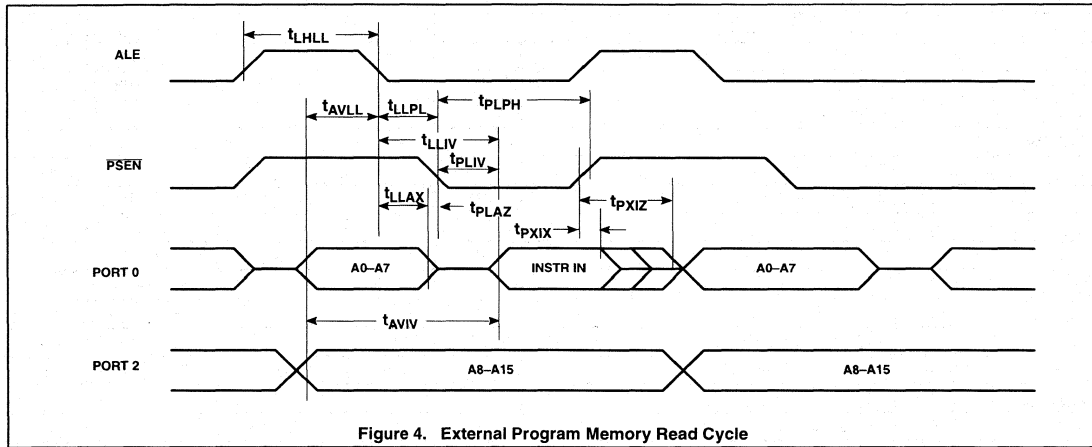 tLHLL
ALE
tAVLL tLLPL tPLPH
tLLIV
PSEN tPLIV
tLLAX tPLAZ tPXIZ
tPXIX
PORT 0 A0–A7 INSTR IN A0–A7
tAVIV
PORT 2 A8–A15 A8–A15
Figure 4. External Program Memory Read Cycle